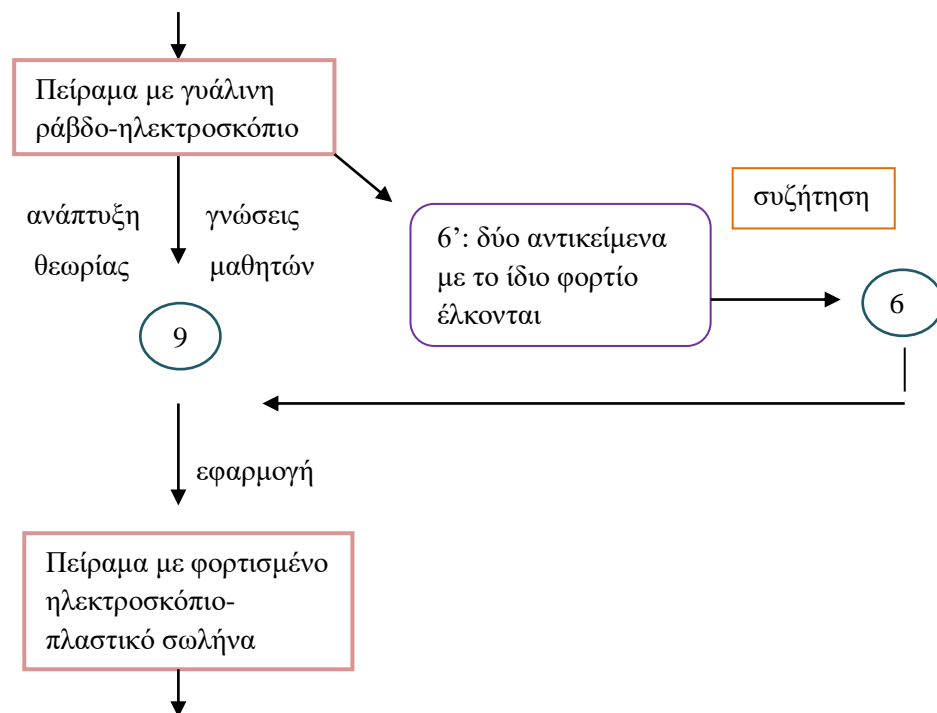 Πείραμα με γυάλινη
ράβδο-ηλεκτροσκόπιο
ανάπτυξη γνώσεις
θεωρίας μαθητών
συζήτηση
6’: δύο αντικείμενα
με το ίδιο φορτίο
έλκονται
6
9
εφαρμογή
Πείραμα με φορτισμένο
ηλεκτροσκόπιο-
πλαστικό σωλήνα